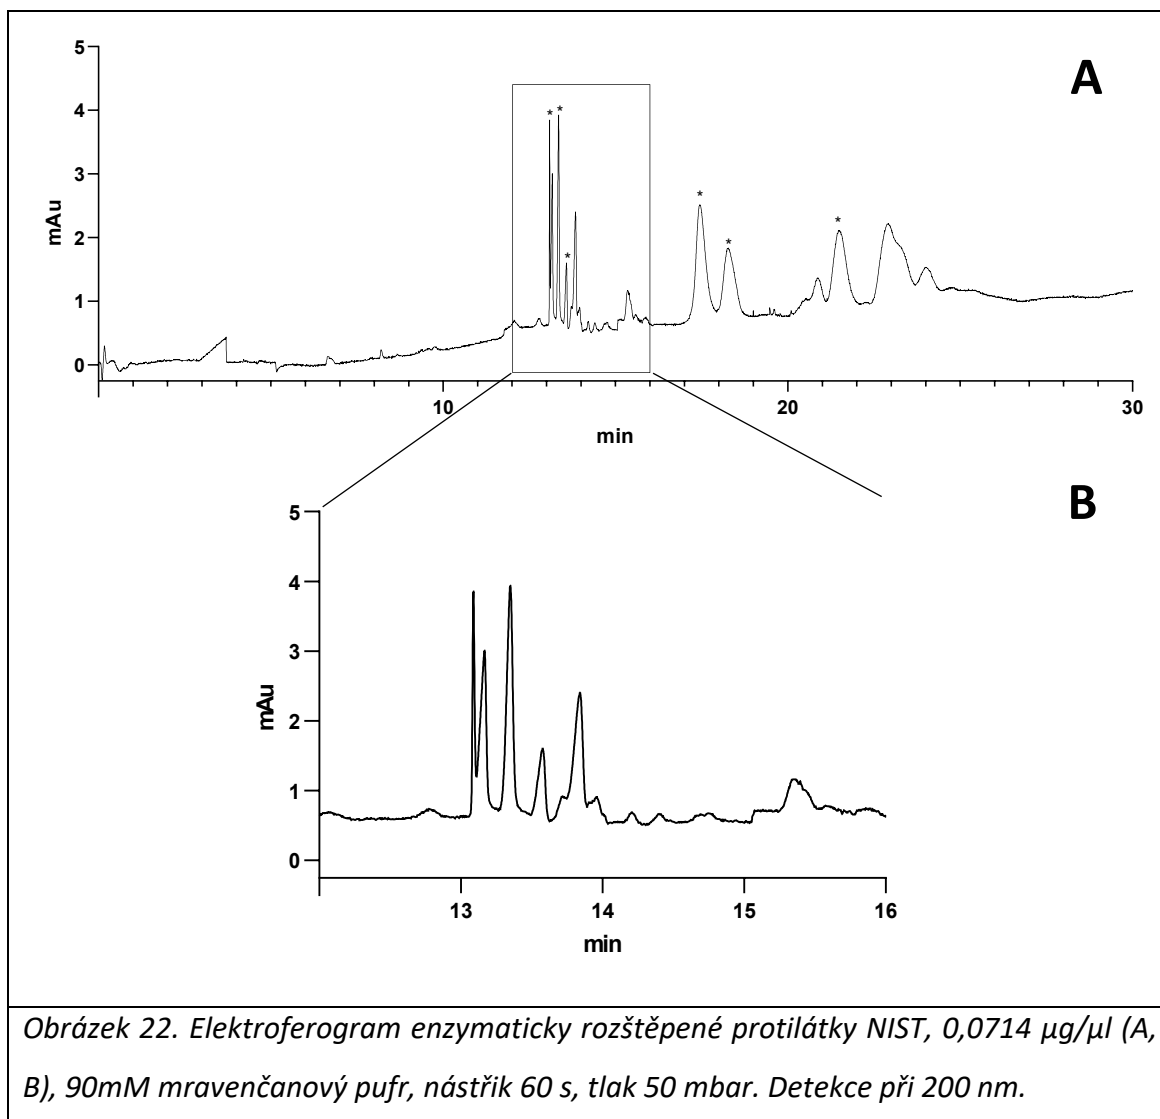 A
5
4
3
2
1
0
mAu
* *
*
*
*
*
10 20 30
min
B
5
4
3
2
1
0
mAu
13 14 15 16
min
Obrázek 22. Elektroferogram enzymaticky rozštěpené protilátky NIST, 0,0714 µg/µl (A,
B), 90mM mravenčanový pufr, nástřik 60 s, tlak 50 mbar. Detekce při 200 nm.